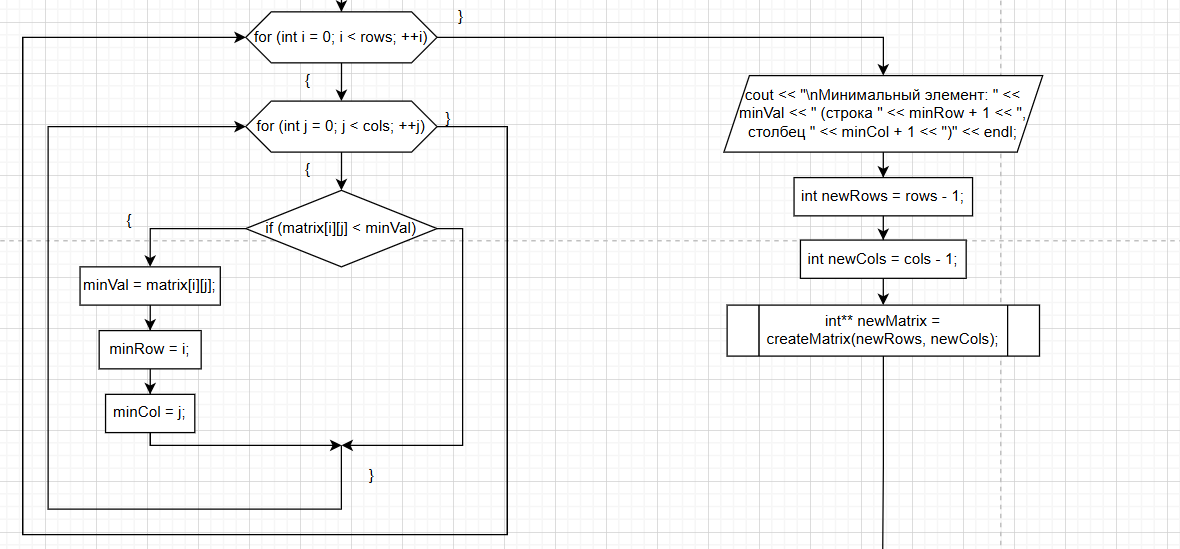 }
for (int i = 0; i < rows; ++i)
{
for (int j = 0; j < cols; ++j)
}
{
if (matrix[i][j] < minVal)
{
minVal = matrix[i][j];
minRow = i;
minCol = j;
}
cout << "\nМинимальный элемент: " <<
minVal << " (строка " << minRow + 1 << ",
столбец " << minCol + 1 << ")" << endl;
int newRows = rows - 1;
int newCols = cols - 1;
int** newMatrix =
createMatrix(newRows, newCols);